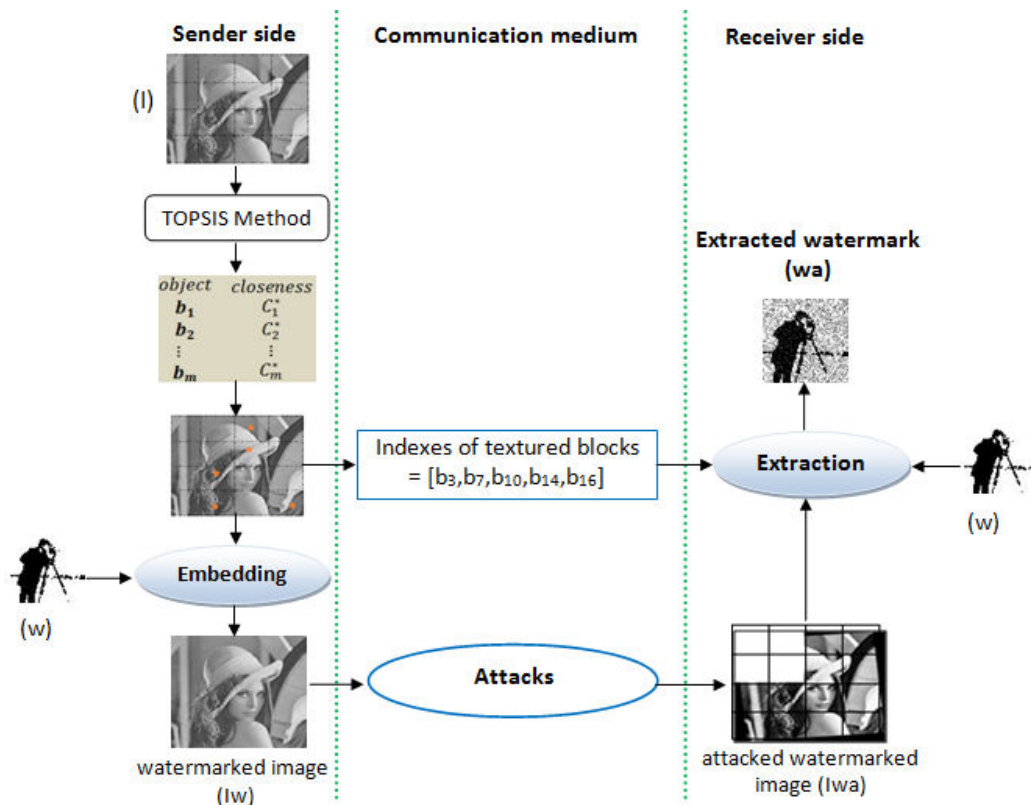 Sender side
Communication medium
Receiver side
(I)
TOPSIS Method
object closeness
b₁ C₁*
b₂ C₂*
⋮ ⋮
bₘ Cₘ*
Indexes of textured blocks
= [b₃,b₇,b₁₀,b₁₄,b₁₆]
Extracted watermark
(wa)
Extraction
(w)
Embedding
(w)
Attacks
watermarked image
(Iw)
attacked watermarked
image (Iwa)